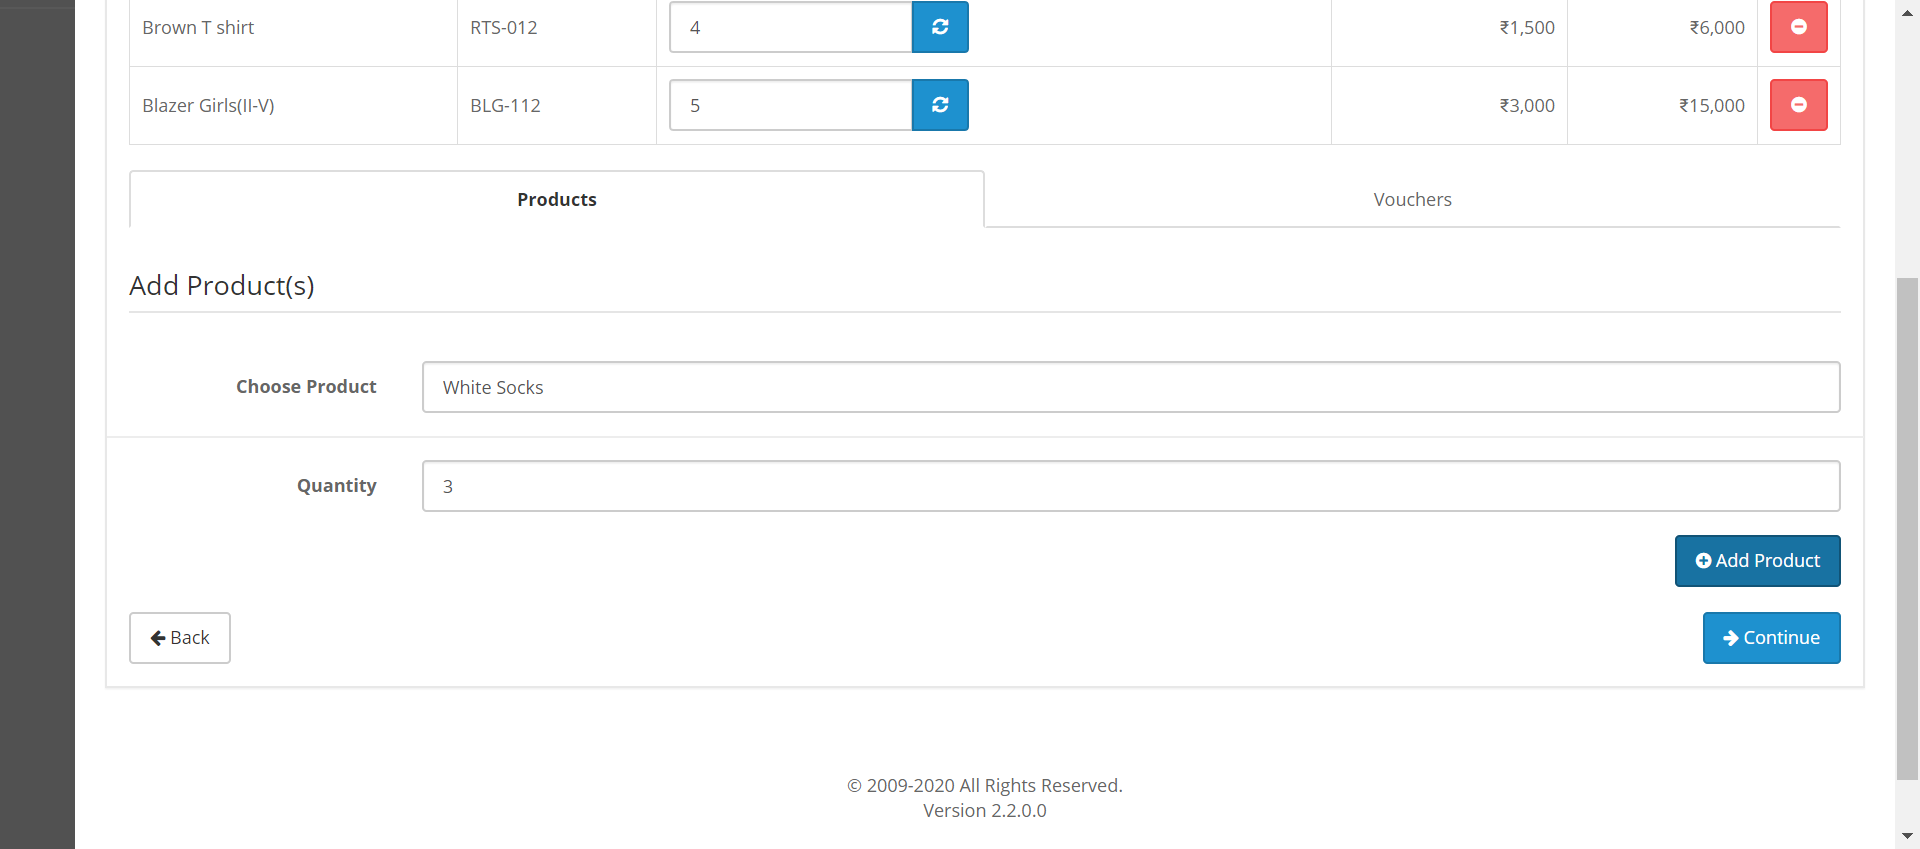 Brown T shirt RTS-012 4 ₹1,500 ₹6,000
Blazer Girls(II-V) BLG-112 5 ₹3,000 ₹15,000
Products Vouchers
Add Product(s)
Choose Product White Socks
Quantity 3
Add Product
Back Continue
© 2009-2020 All Rights Reserved.
Version 2.2.0.0